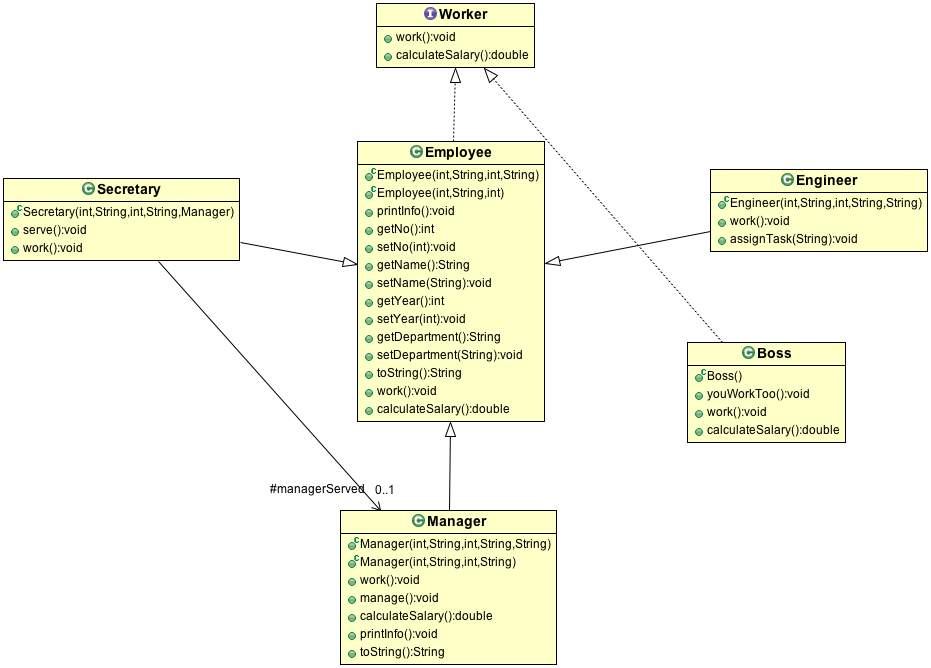 Worker
work():void
calculateSalary():double
Employee
Employee(int,String,int,String)
Employee(int,String,int)
printInfo():void
getNo():int
setNo(int):void
getName():String
setName(String):void
getYear():int
setYear(int):void
getDepartment():String
setDepartment(String):void
toString():String
work():void
calculateSalary():double
Secretary
Secretary(int,String,int,String,Manager)
serve():void
work():void
Engineer
Engineer(int,String,int,String,String)
work():void
assignTask(String):void
Boss
Boss()
youWorkToo():void
work():void
calculateSalary():double
#managerServed 0..1
Manager
Manager(int,String,int,String,String)
Manager(int,String,int,String)
work():void
manage():void
calculateSalary():double
printInfo():void
toString():String